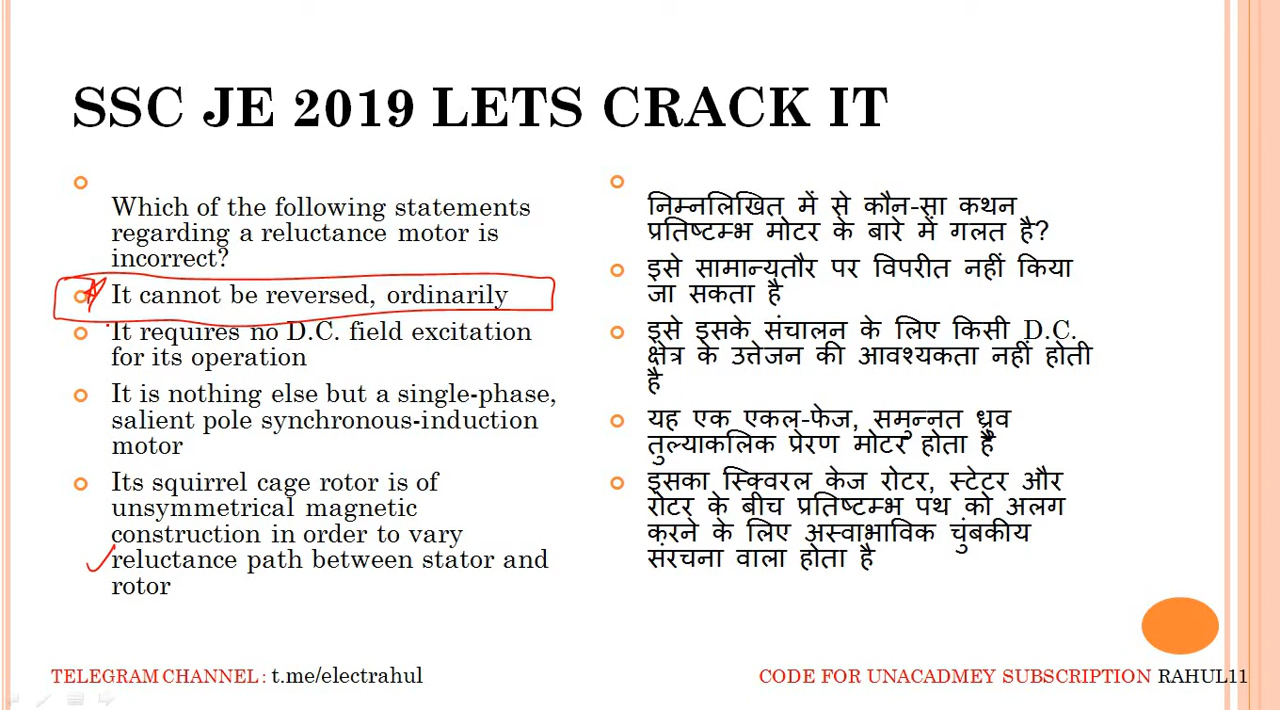 SSC JE 2019 LETS CRACK IT
Which of the following statements
regarding a reluctance motor is
incorrect?
It cannot be reversed, ordinarily
It requires no D.C. field excitation
for its operation
It is nothing else but a single-phase,
salient pole synchronous-induction
motor
Its squirrel cage rotor is of
unsymmetrical magnetic
construction in order to vary
reluctance path between stator and
rotor
निम्नलिखित में से कौन-सा कथन
प्रतिष्टम्भ मोटर के बारे में गलत है?
इसे सामान्यतौर पर विपरीत नहीं किया
जा सकता है
इसे इसके संचालन के लिए किसी D.C.
क्षेत्र के उत्तेजन की आवश्यकता नहीं होती
है
यह एक एकल-फेज, समुन्नत ध्रुव
तुल्याकलिक प्रेरण मोटर होता है
इसका स्क्विरल केज रोटर, स्टेटर और
रोटर के बीच प्रतिष्टम्भ पथ को अलग
करने के लिए अस्वाभाविक चुंबकीय
संरचना वाला होता है
TELEGRAM CHANNEL: t.me/electrahul
CODE FOR UNACADMEY SUBSCRIPTION RAHUL11